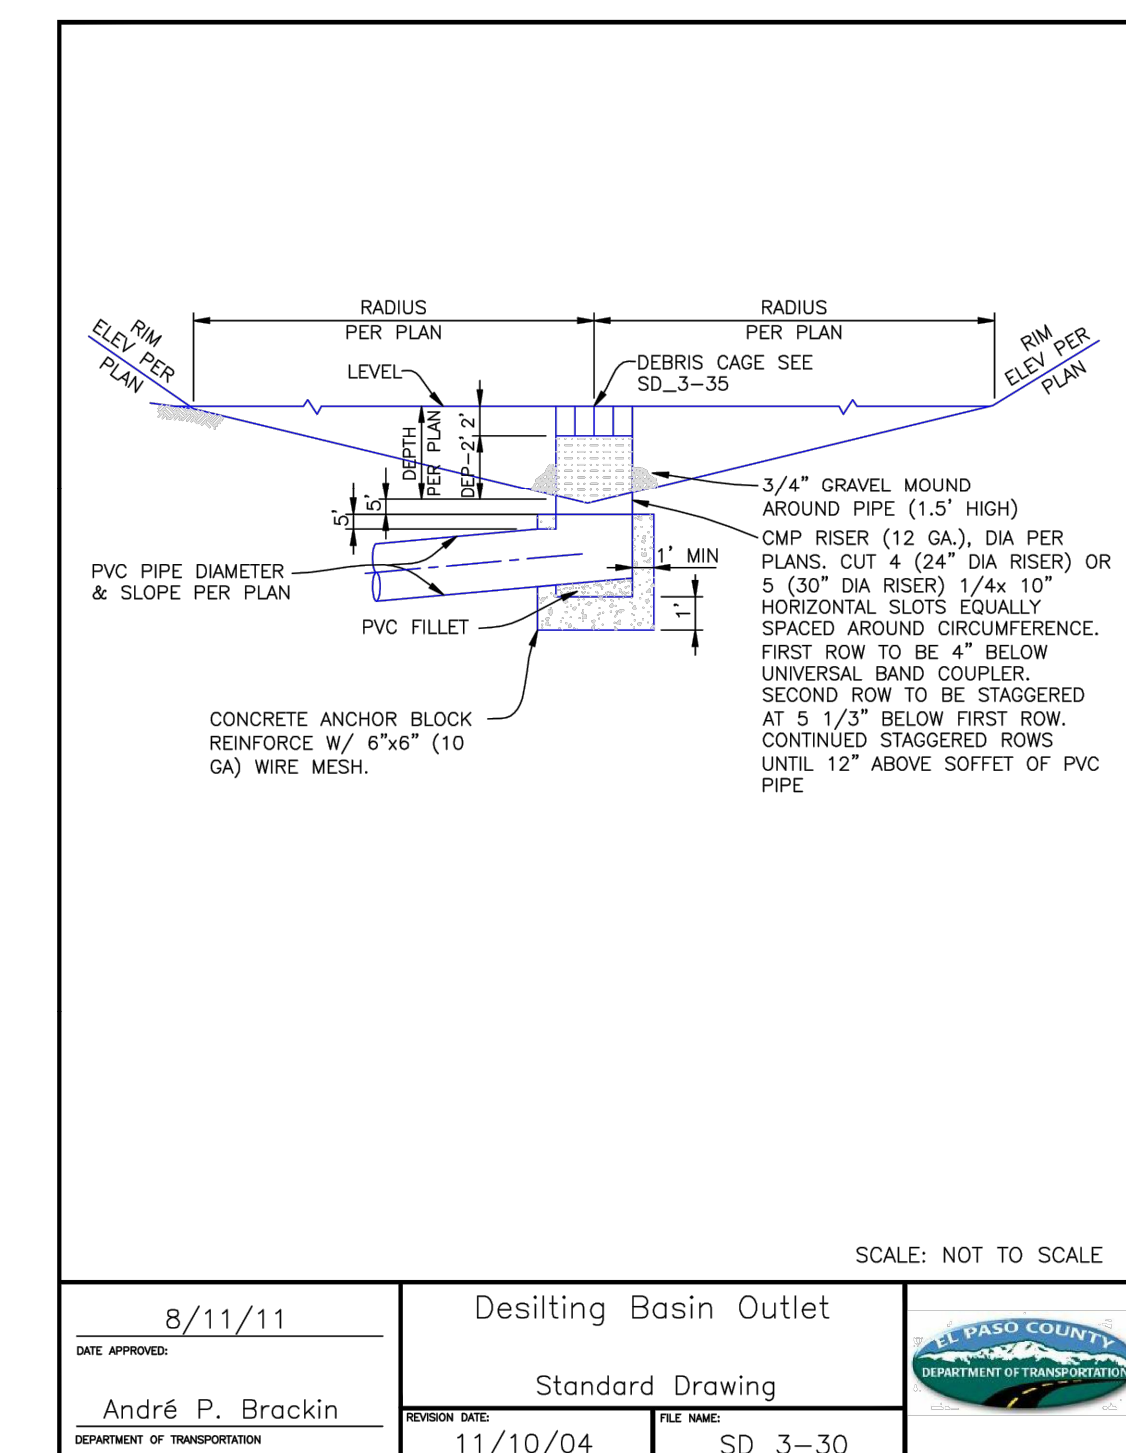 RADIUS
PER PLAN
RADIUS
PER PLAN
RIM
ELEV PER
PLAN
LEVEL
DEBRIS CAGE SEE
SD_3-35
RIM
ELEV PER
PLAN
DEPTH
PER PLAN
DEP-2'
2'
5'
5'
3/4" GRAVEL MOUND
AROUND PIPE (1.5' HIGH)
CMP RISER (12 GA.), DIA PER
PLANS. CUT 4 (24" DIA RISER) OR
5 (30" DIA RISER) 1/4x 10"
HORIZONTAL SLOTS EQUALLY
SPACED AROUND CIRCUMFERENCE.
FIRST ROW TO BE 4" BELOW
UNIVERSAL BAND COUPLER.
SECOND ROW TO BE STAGGERED
AT 5 1/3" BELOW FIRST ROW.
CONTINUED STAGGERED ROWS
UNTIL 12" ABOVE SOFFET OF PVC
PIPE
1' MIN
1'
PVC PIPE DIAMETER
& SLOPE PER PLAN
PVC FILLET
CONCRETE ANCHOR BLOCK
REINFORCE W/ 6"x6" (10
GA) WIRE MESH.
SCALE: NOT TO SCALE
8/11/11
DATE APPROVED:
André P. Brackin
DEPARTMENT OF TRANSPORTATION
Desilting Basin Outlet
Standard Drawing
REVISION DATE:
11/10/04
FILE NAME:
SD_3-30
EL PASO COUNTY
DEPARTMENT OF TRANSPORTATION